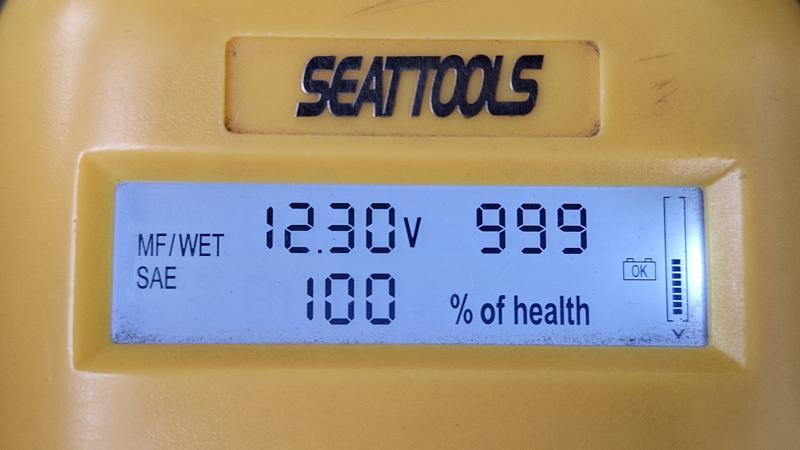 SEATTOOLS
MF/WET 12.30V 999
SAE 100 % of health
OK
V